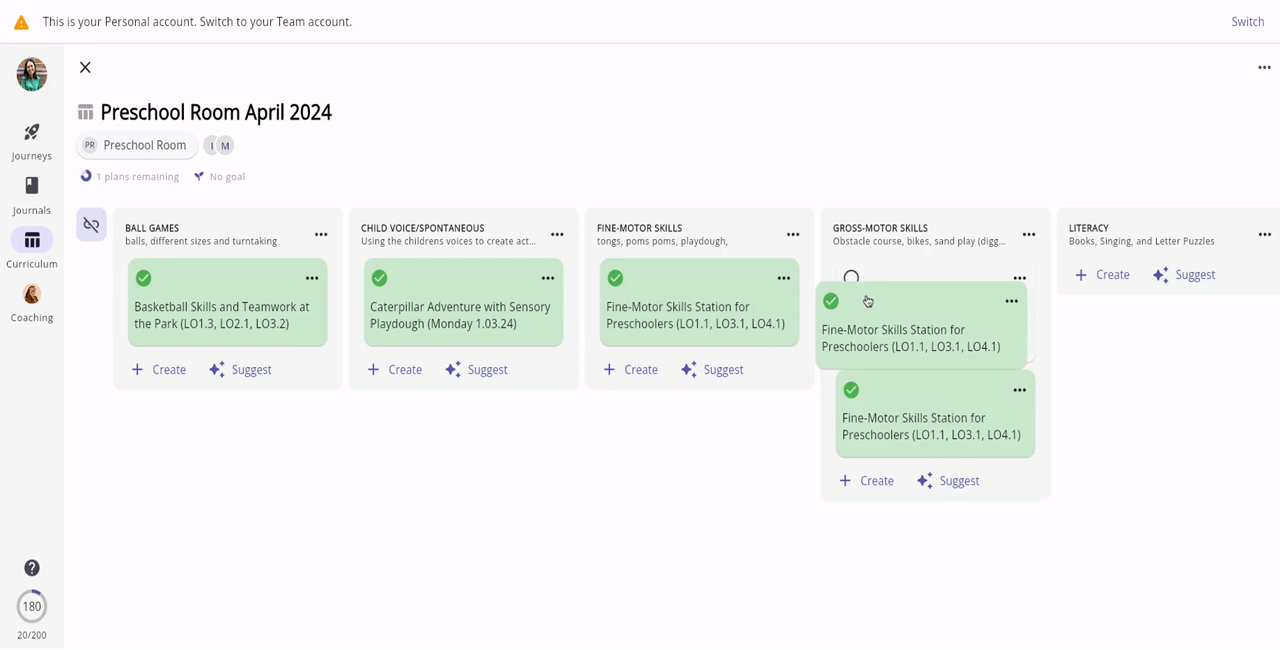 This is your Personal account. Switch to your Team account.
Switch
Preschool Room April 2024
PR Preschool Room I M
1 plans remaining No goal
Journeys
Journals
Curriculum
Coaching
180
20/200
BALL GAMES
balls, different sizes and turntaking
Basketball Skills and Teamwork at
the Park (LO1.3, LO2.1, LO3.2)
Create Suggest
CHILD VOICE/SPONTANEOUS
Using the childrens voices to create act...
Caterpillar Adventure with Sensory
Playdough (Monday 1.03.24)
Create Suggest
FINE-MOTOR SKILLS
tongs, poms poms, playdough,
Fine-Motor Skills Station for
Preschoolers (LO1.1, LO3.1, LO4.1)
Create Suggest
GROSS-MOTOR SKILLS
Obstacle course, bikes, sand play (digg...
Fine-Motor Skills Station for
Preschoolers (LO1.1, LO3.1, LO4.1)
Fine-Motor Skills Station for
Preschoolers (LO1.1, LO3.1, LO4.1)
Create Suggest
LITERACY
Books, Singing, and Letter Puzzles
Create Suggest